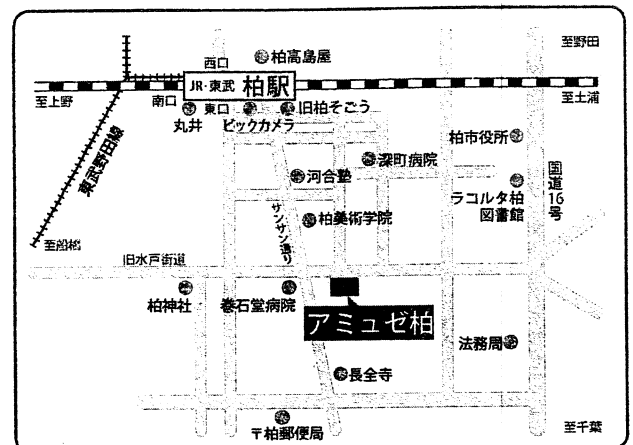 至野田
西口
柏高島屋
JR・東武 柏駅
至上野
南口
東口
旧柏そごう
至土浦
丸井
ビックカメラ
東武野田線
柏市役所
深町病院
河合塾
国道16号
ラコルタ柏
図書館
サンサン通り
柏美術学院
至船橋
旧水戸街道
柏神社
巻石堂病院
アミュゼ柏
法務局
長全寺
〒柏郵便局
至千葉